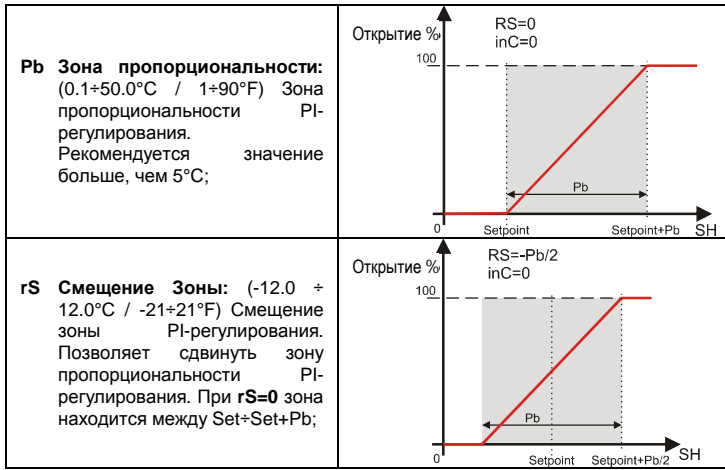 Pb Зона пропорциональности:
(0.1÷50.0°C / 1÷90°F) Зона
пропорциональности PI-
регулирования.
Рекомендуется значение
больше, чем 5°C;
Открытие %
RS=0
inC=0
100
Pb
0
Setpoint
Setpoint+Pb
SH
rS Смещение Зоны: (-12.0 ÷
12.0°C / -21÷21°F) Смещение
зоны PI-регулирования.
Позволяет сдвинуть зону
пропорциональности PI-
регулирования. При rS=0 зона
находится между Set÷Set+Pb;
Открытие %
RS=-Pb/2
inC=0
100
Pb
0
Setpoint
Setpoint+Pb/2
SH